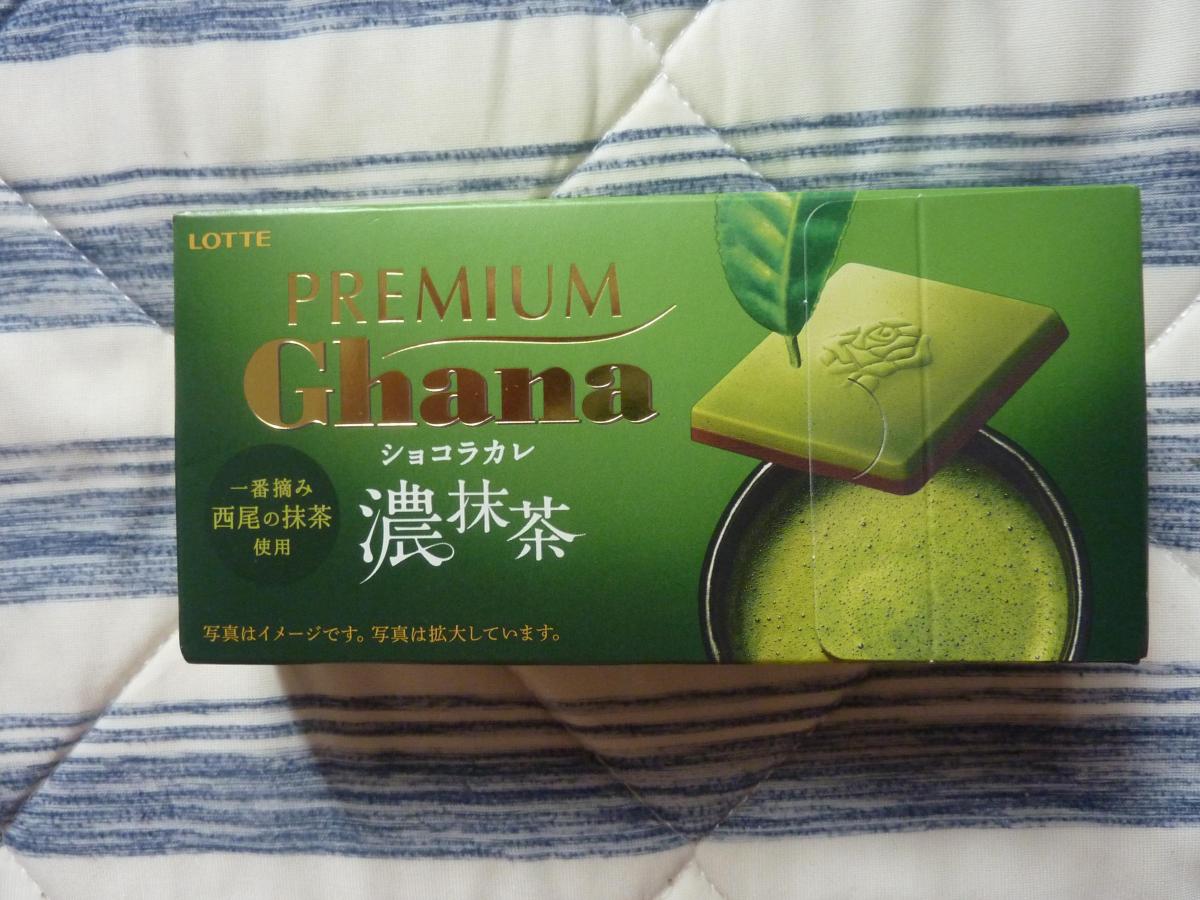 LOTTE
PREMIUM
Ghana
ショコラカレ
濃抹茶
一番摘み
西尾の抹茶
使用
写真はイメージです。写真は拡大しています。